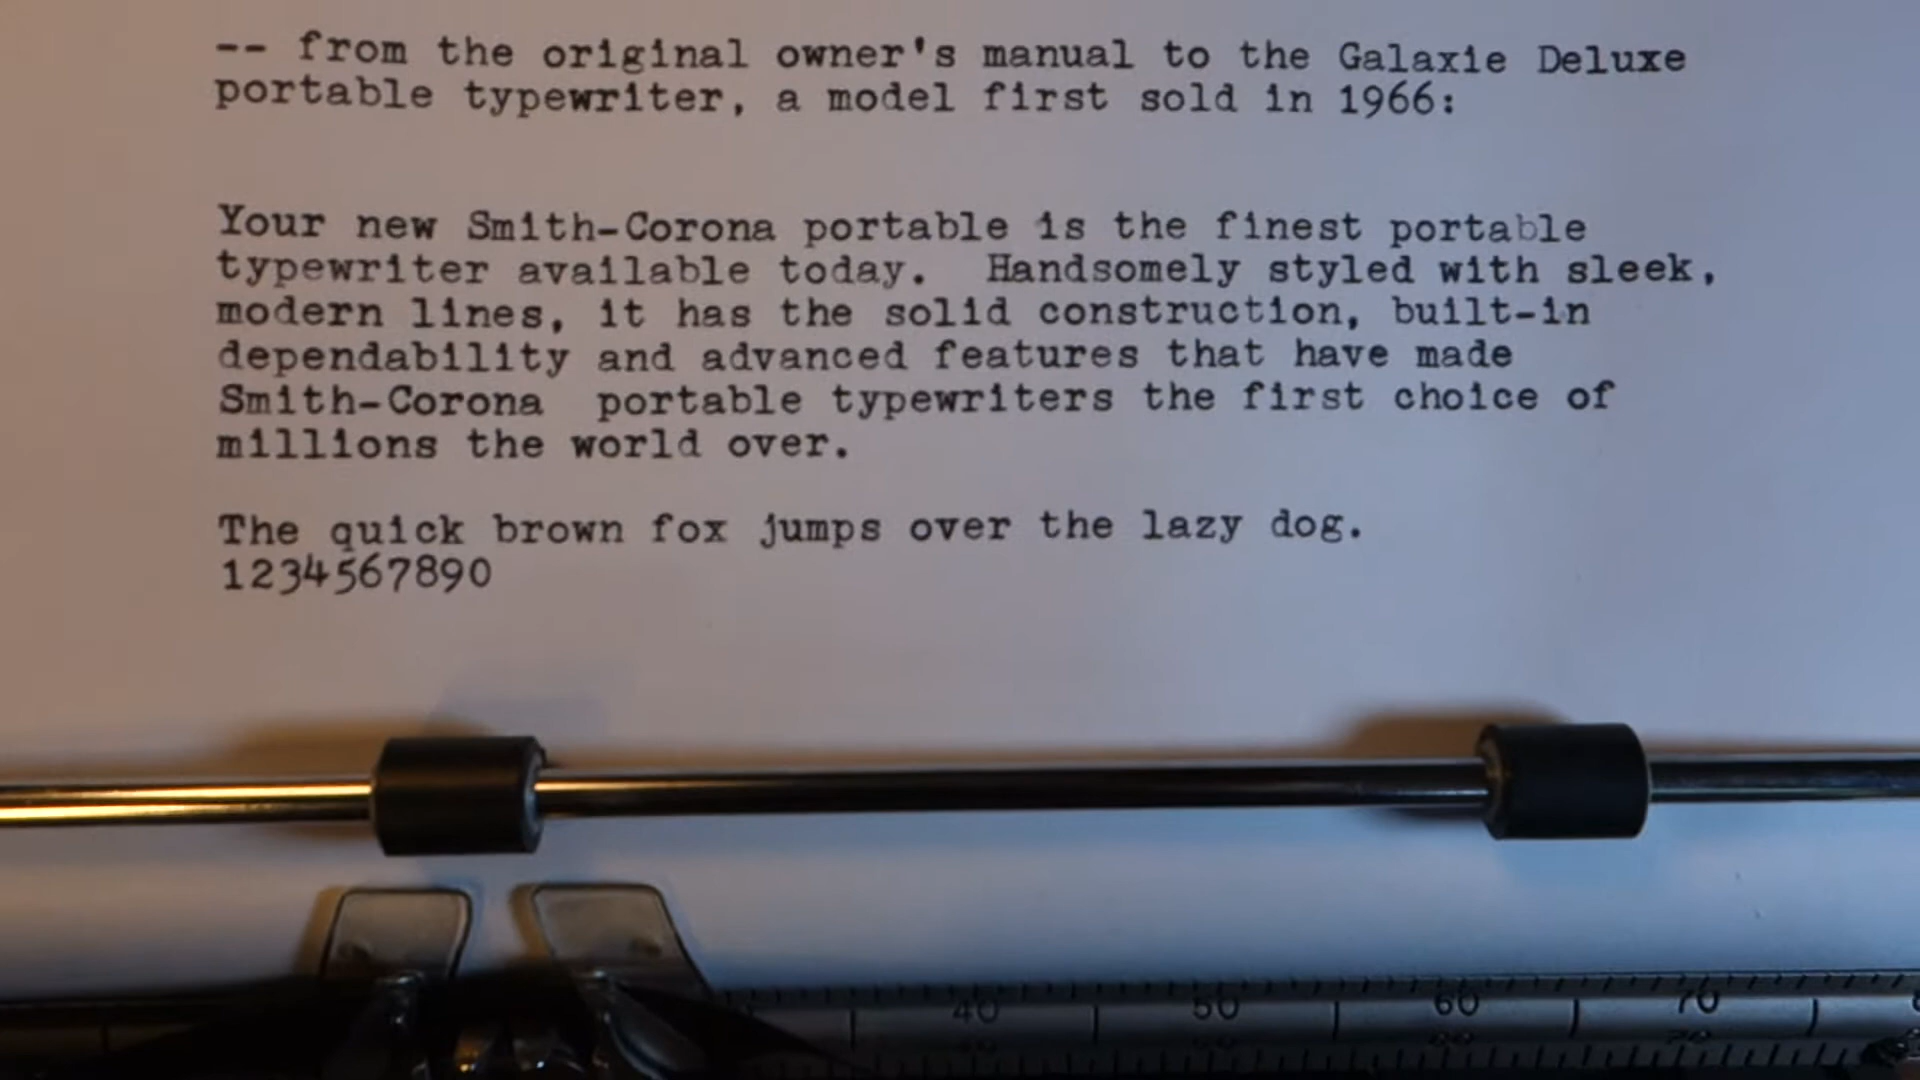 -- from the original owner's manual to the Galaxie Deluxe
portable typewriter, a model first sold in 1966:
Your new Smith-Corona portable is the finest portable
typewriter available today.  Handsomely styled with sleek,
modern lines, it has the solid construction, built-in
dependability and advanced features that have made
Smith-Corona  portable typewriters the first choice of
millions the world over.
The quick brown fox jumps over the lazy dog.
1234567890
40 50 60 70